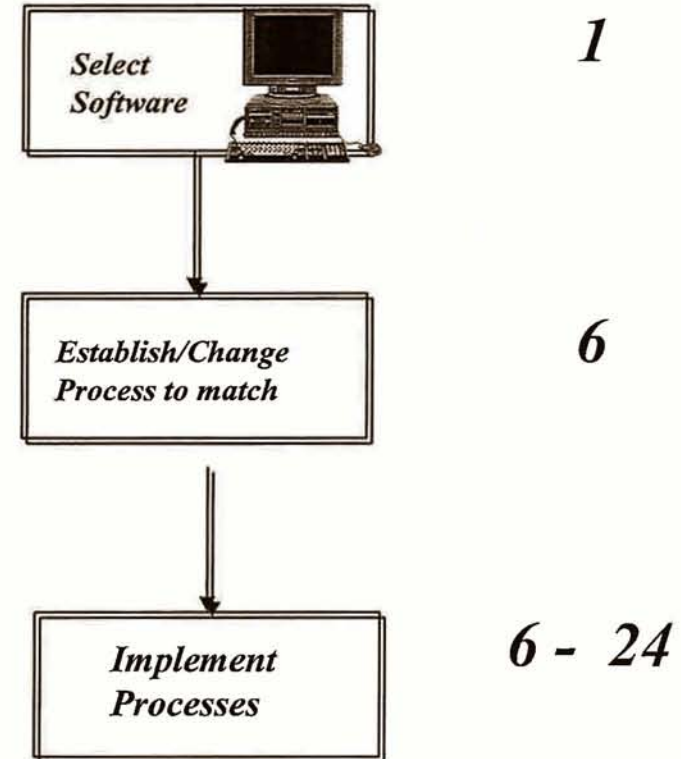 Select
Software
1
Establish/Change
Process to match
6
Implement
Processes
6 - 24